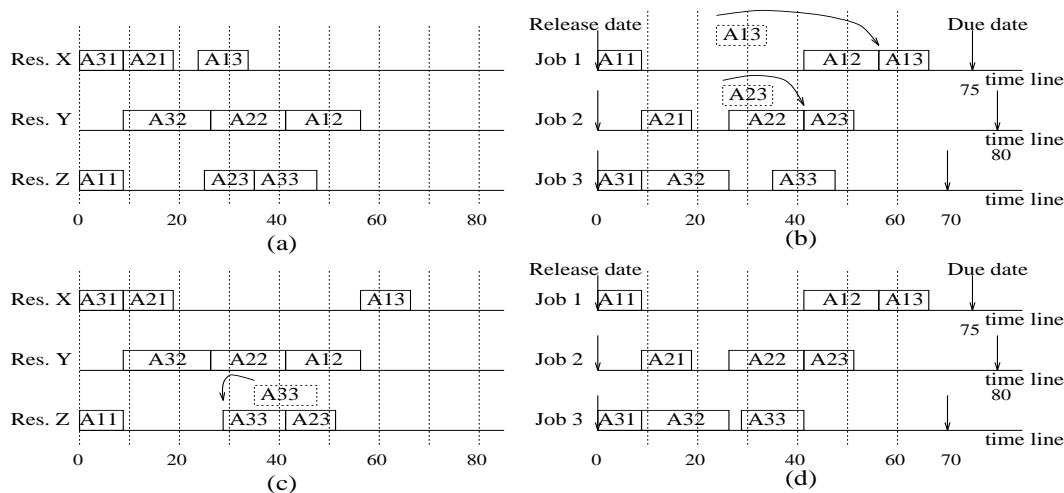 Res. X A31 A21 A13
Res. Y A32 A22 A12
Res. Z A11 A23 A33
0 20 40 60 80
(a)
Release date Due date
A13
Job 1 A11 A12 A13
time line
75
A23
Job 2 A21 A22 A23
time line
80
Job 3 A31 A32 A33
time line
0 20 40 60 70
(b)
Res. X A31 A21 A13
Res. Y A32 A22 A12
A33
Res. Z A11 A33 A23
0 20 40 60 80
(c)
Release date Due date
Job 1 A11 A12 A13
time line
75
Job 2 A21 A22 A23
time line
80
Job 3 A31 A32 A33
time line
0 20 40 60 70
(d)